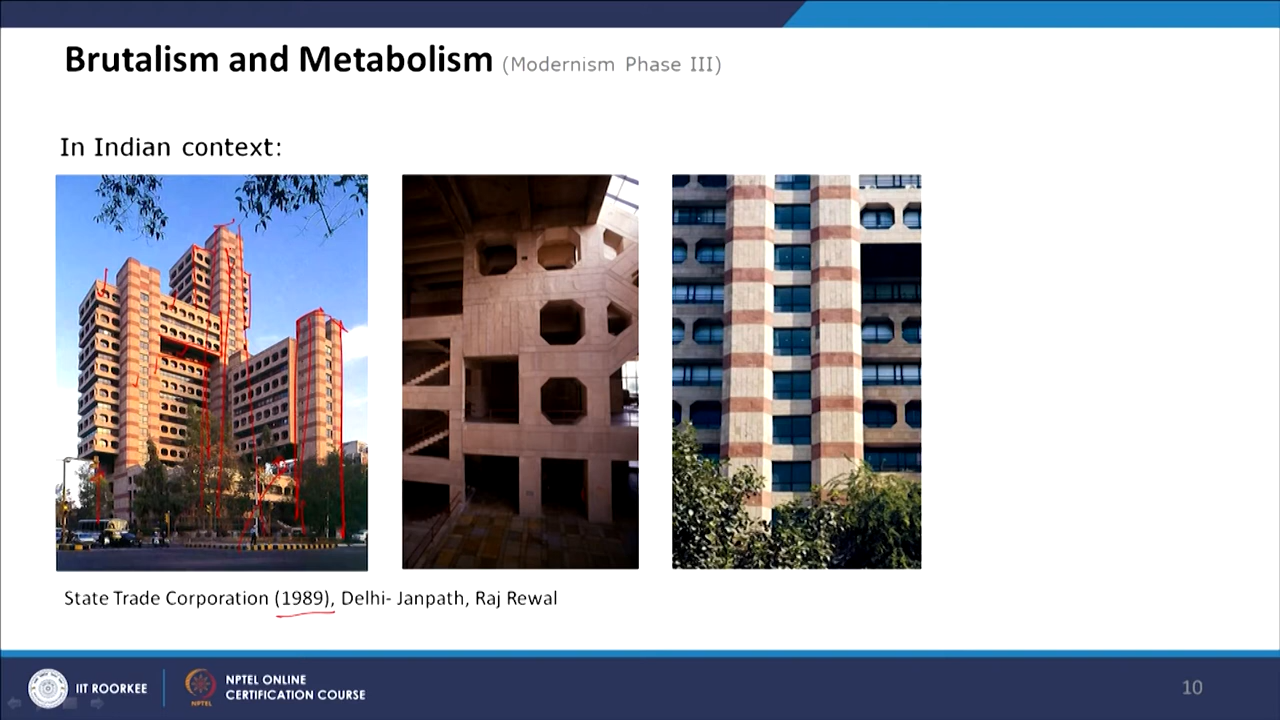 Brutalism and Metabolism (Modernism Phase III)
In Indian context:
State Trade Corporation (1989), Delhi- Janpath, Raj Rewal
IIT ROORKEE
NPTEL ONLINE
CERTIFICATION COURSE
NPTEL
10